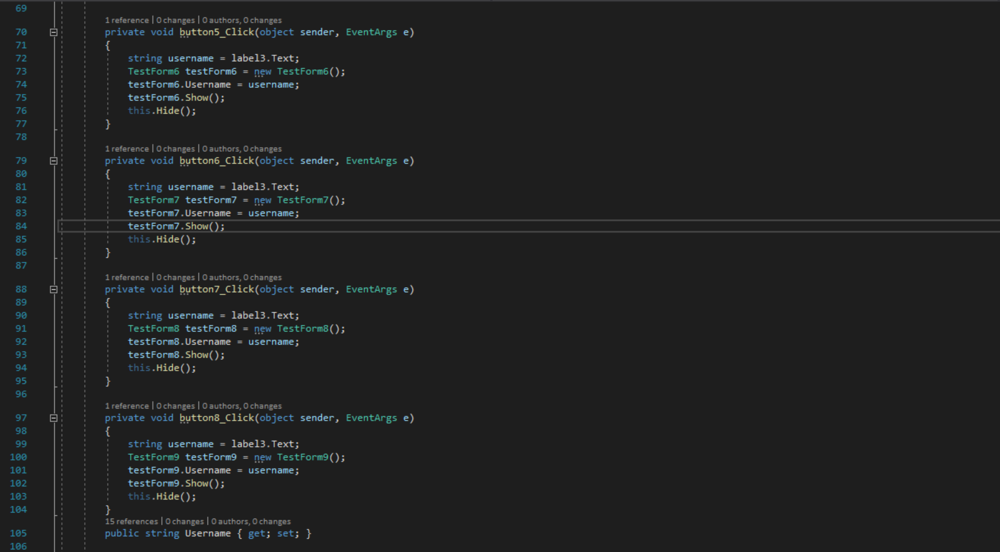 69
1 reference | 0 changes | 0 authors, 0 changes
70 private void button5_Click(object sender, EventArgs e)
71 {
72 string username = label3.Text;
73 TestForm6 testForm6 = new TestForm6();
74 testForm6.Username = username;
75 testForm6.Show();
76 this.Hide();
77 }
78
1 reference | 0 changes | 0 authors, 0 changes
79 private void button6_Click(object sender, EventArgs e)
80 {
81 string username = label3.Text;
82 TestForm7 testForm7 = new TestForm7();
83 testForm7.Username = username;
84 testForm7.Show();
85 this.Hide();
86 }
87
1 reference | 0 changes | 0 authors, 0 changes
88 private void button7_Click(object sender, EventArgs e)
89 {
90 string username = label3.Text;
91 TestForm8 testForm8 = new TestForm8();
92 testForm8.Username = username;
93 testForm8.Show();
94 this.Hide();
95 }
96
1 reference | 0 changes | 0 authors, 0 changes
97 private void button8_Click(object sender, EventArgs e)
98 {
99 string username = label3.Text;
100 TestForm9 testForm9 = new TestForm9();
101 testForm9.Username = username;
102 testForm9.Show();
103 this.Hide();
104 }
15 references | 0 changes | 0 authors, 0 changes
105 public string Username { get; set; }
106